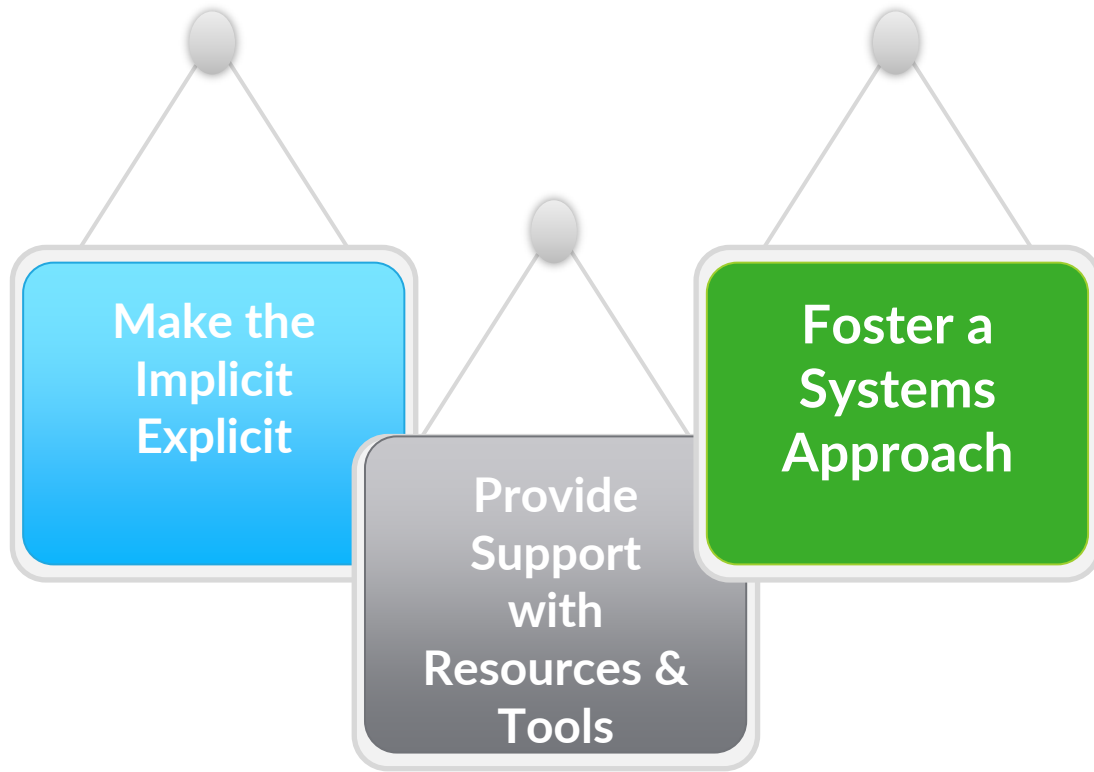 Make the
Implicit
Explicit
Provide
Support
with
Resources &
Tools
Foster a
Systems
Approach